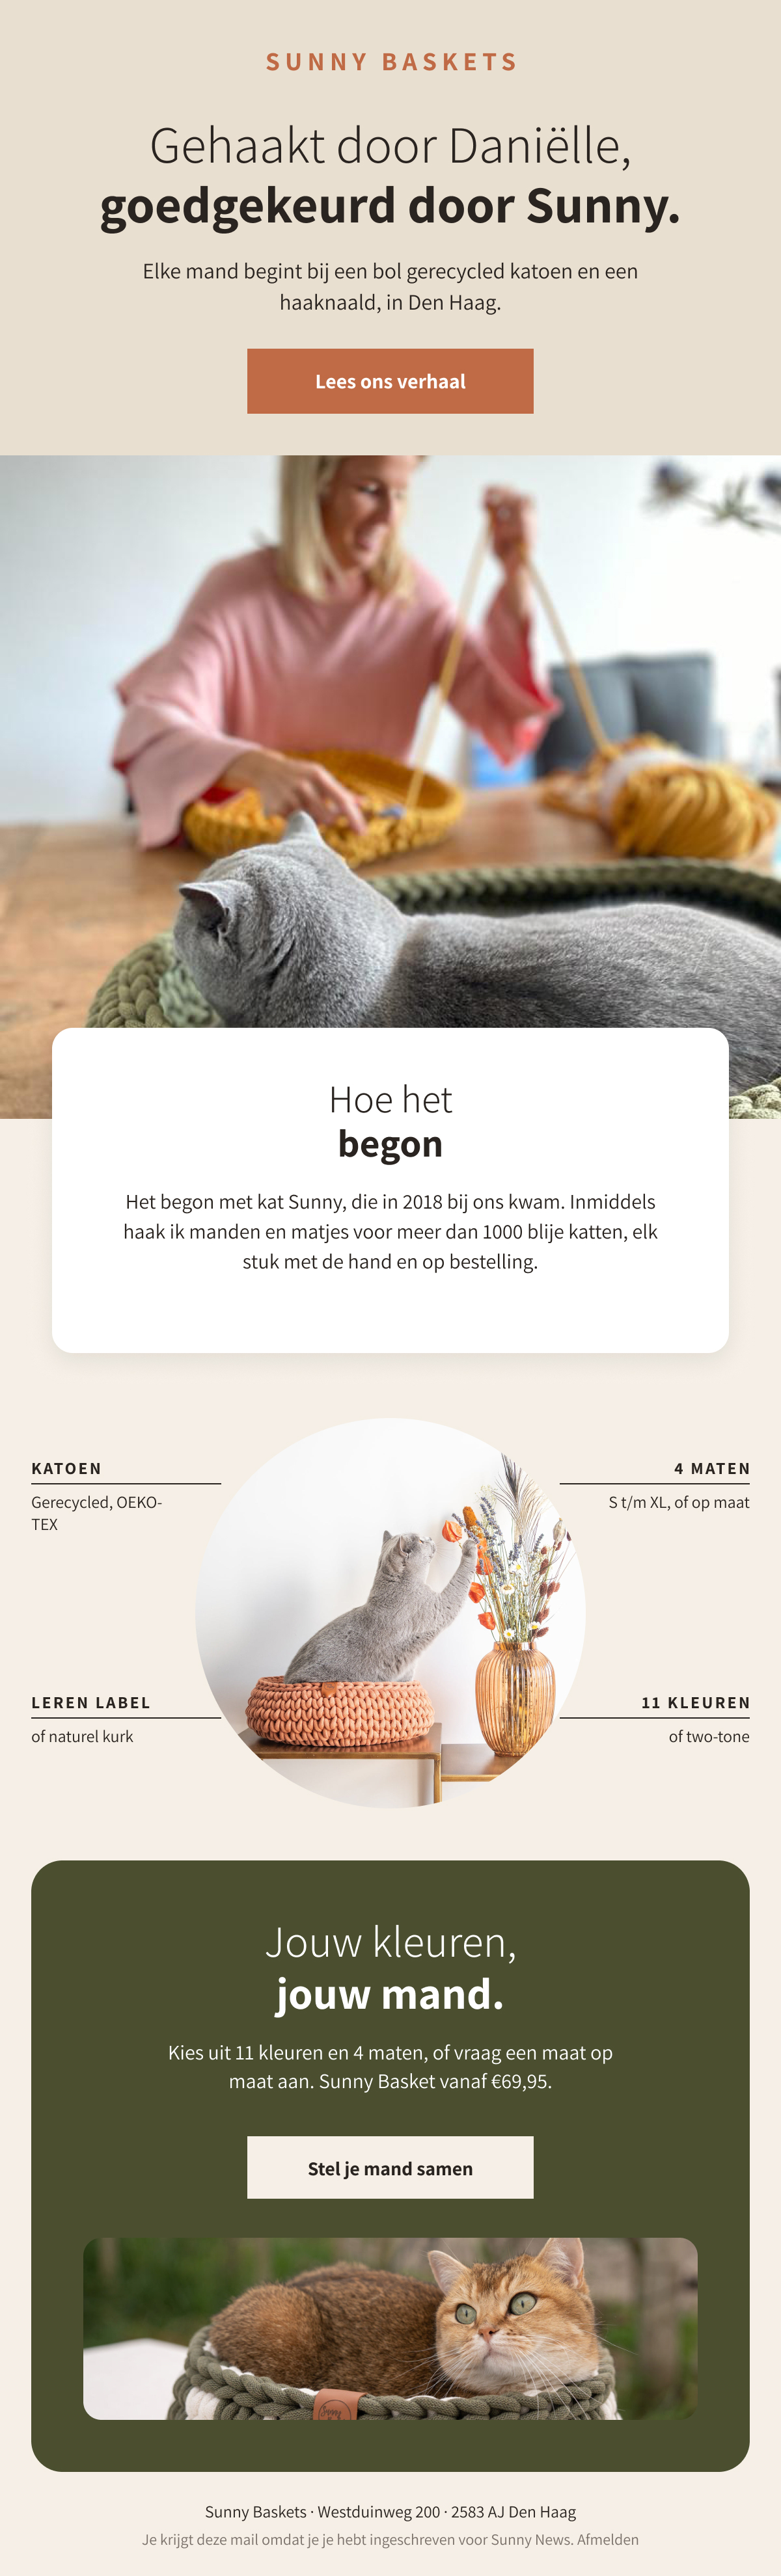 SUNNY BASKETS
Gehaakt door Daniëlle,
goedgekeurd door Sunny.
Elke mand begint bij een bol gerecycled katoen en een
haaknaald, in Den Haag.
Lees ons verhaal
Hoe het
begon
Het begon met kat Sunny, die in 2018 bij ons kwam. Inmiddels
haak ik manden en matjes voor meer dan 1000 blije katten, elk
stuk met de hand en op bestelling.
KATOEN
Gerecycled, OEKO-
TEX
4 MATEN
S t/m XL, of op maat
LEREN LABEL
of naturel kurk
11 KLEUREN
of two-tone
Jouw kleuren,
jouw mand.
Kies uit 11 kleuren en 4 maten, of vraag een maat op
maat aan. Sunny Basket vanaf €69,95.
Stel je mand samen
Sunny
Sunny Baskets · Westduinweg 200 · 2583 AJ Den Haag
Je krijgt deze mail omdat je je hebt ingeschreven voor Sunny News. Afmelden